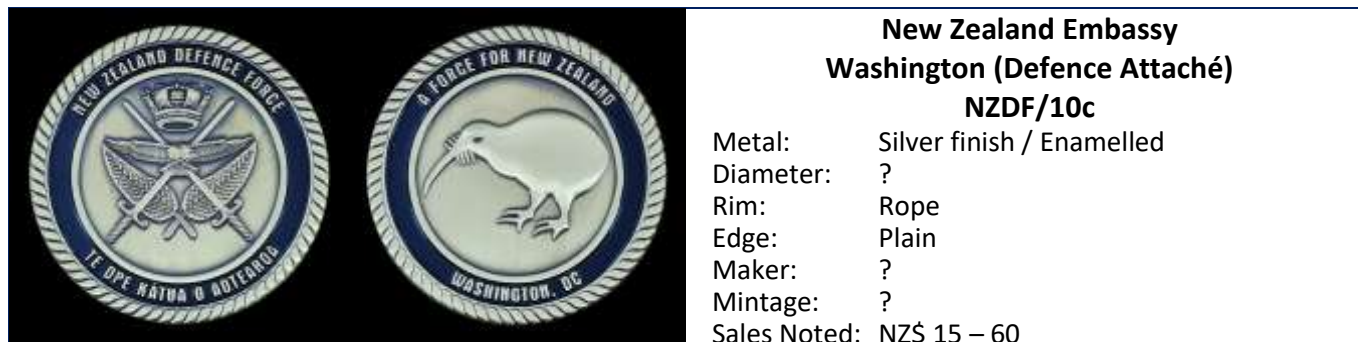 NEW ZEALAND DEFENCE FORCE
TE OPE KATUA O AOTEAROA
A FORCE FOR NEW ZEALAND
WASHINGTON, DC
New Zealand Embassy
Washington (Defence Attaché)
NZDF/10c
Metal: Silver finish / Enamelled
Diameter: ?
Rim: Rope
Edge: Plain
Maker: ?
Mintage: ?
Sales Noted: NZ$ 15 – 60